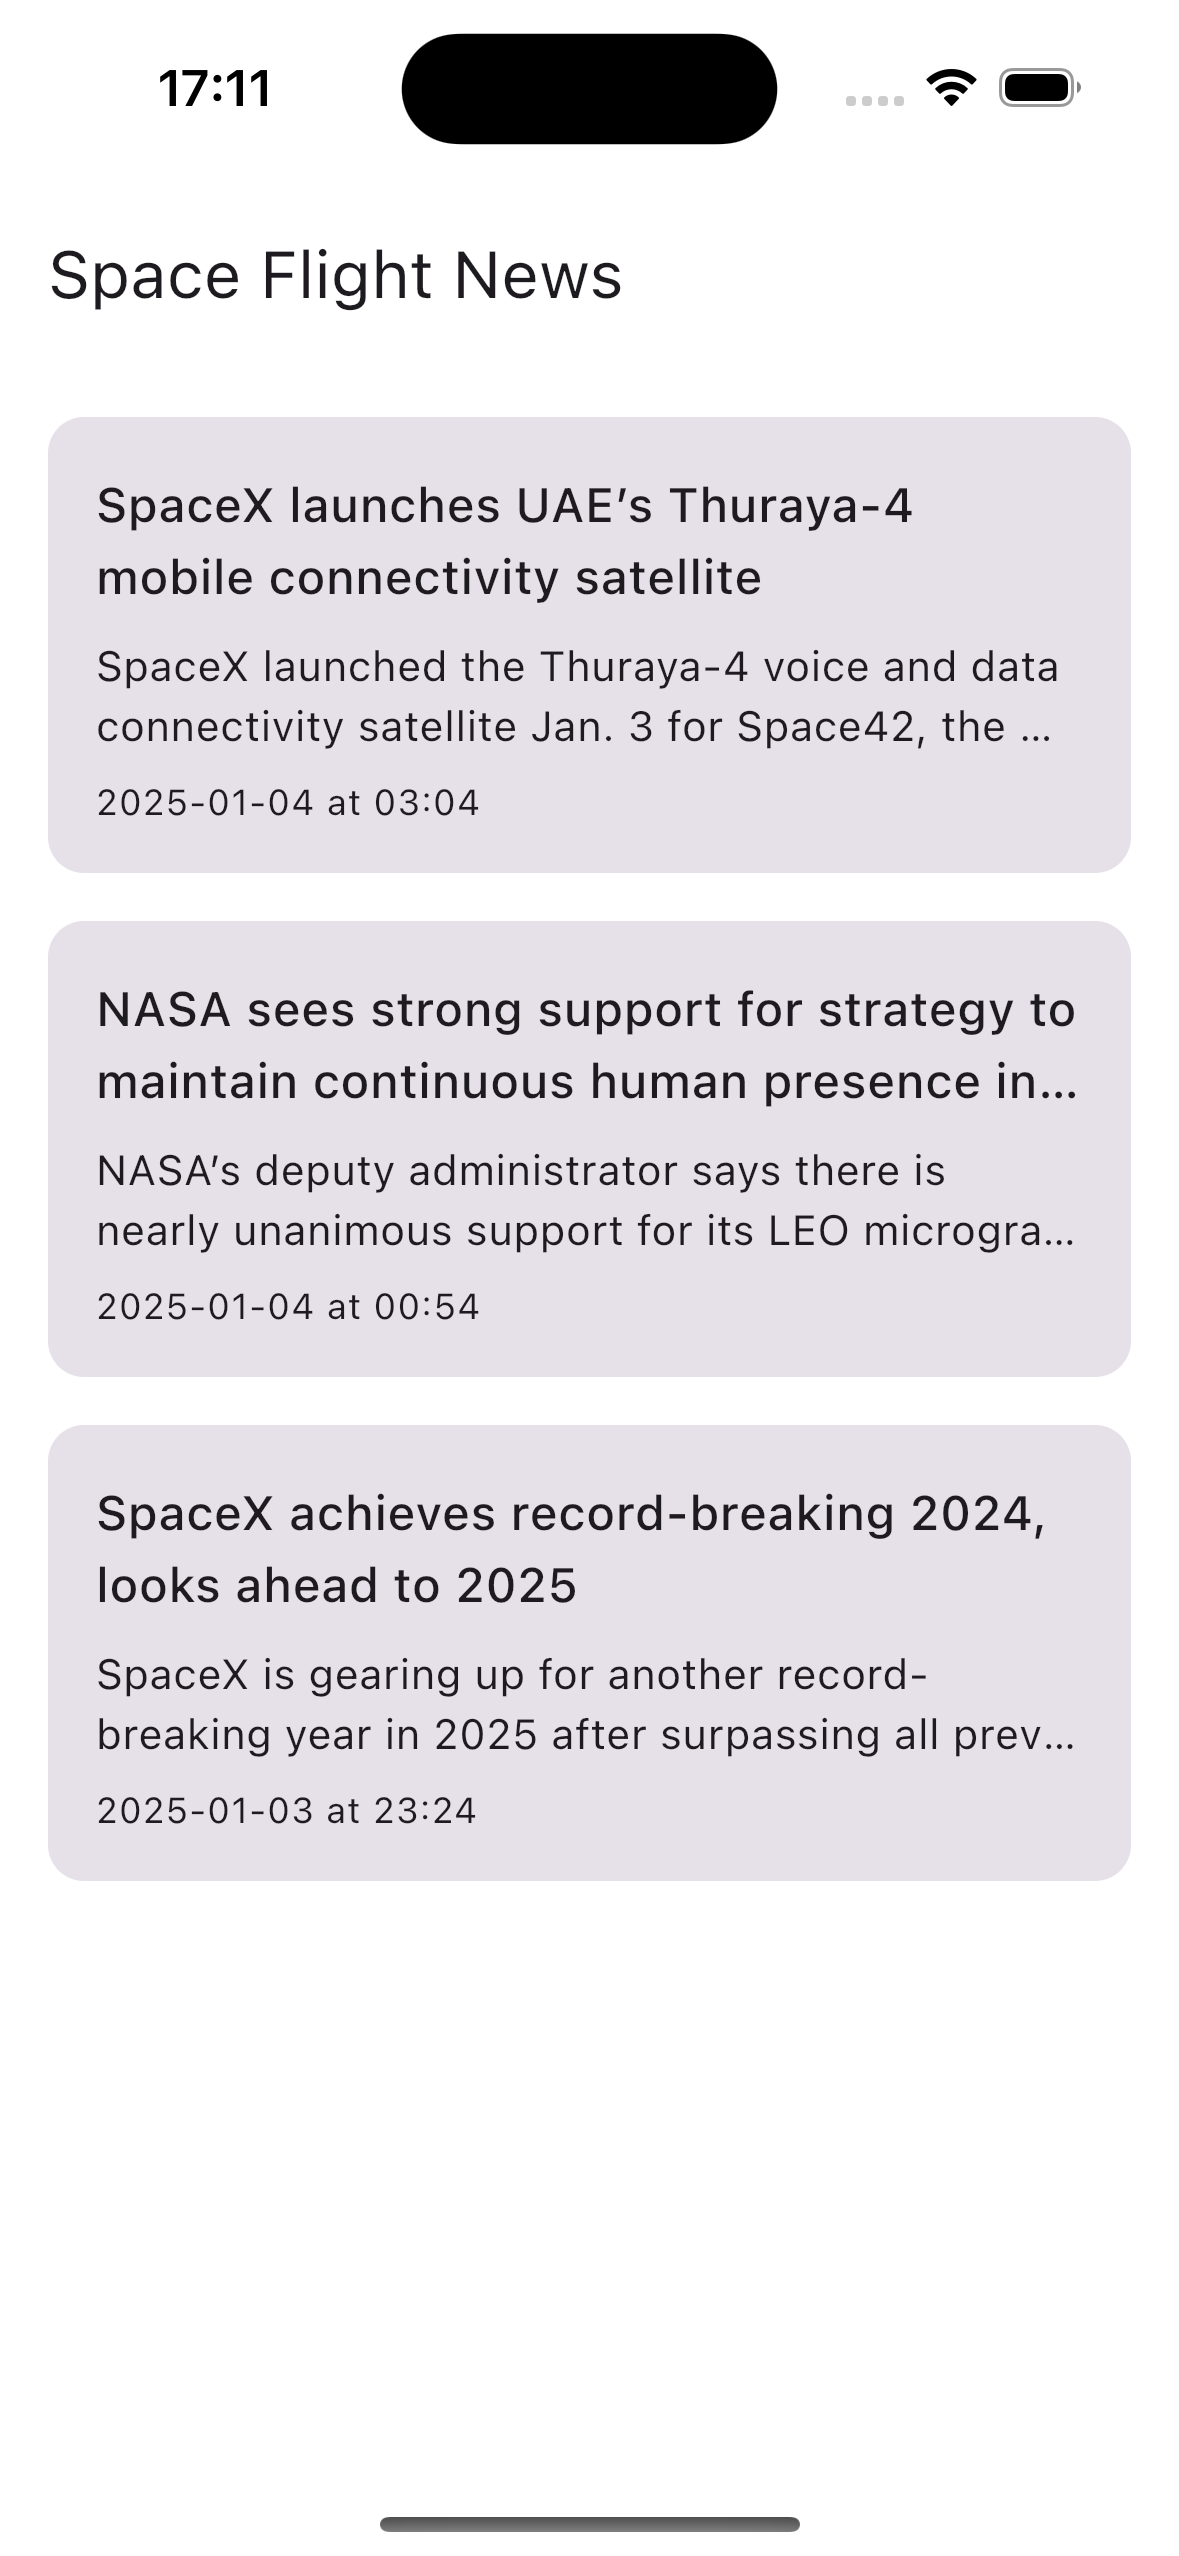 17:11
Space Flight News
SpaceX launches UAE’s Thuraya-4
mobile connectivity satellite
SpaceX launched the Thuraya-4 voice and data
connectivity satellite Jan. 3 for Space42, the ...
2025-01-04 at 03:04
NASA sees strong support for strategy to
maintain continuous human presence in...
NASA’s deputy administrator says there is
nearly unanimous support for its LEO microgra...
2025-01-04 at 00:54
SpaceX achieves record-breaking 2024,
looks ahead to 2025
SpaceX is gearing up for another record-
breaking year in 2025 after surpassing all prev...
2025-01-03 at 23:24